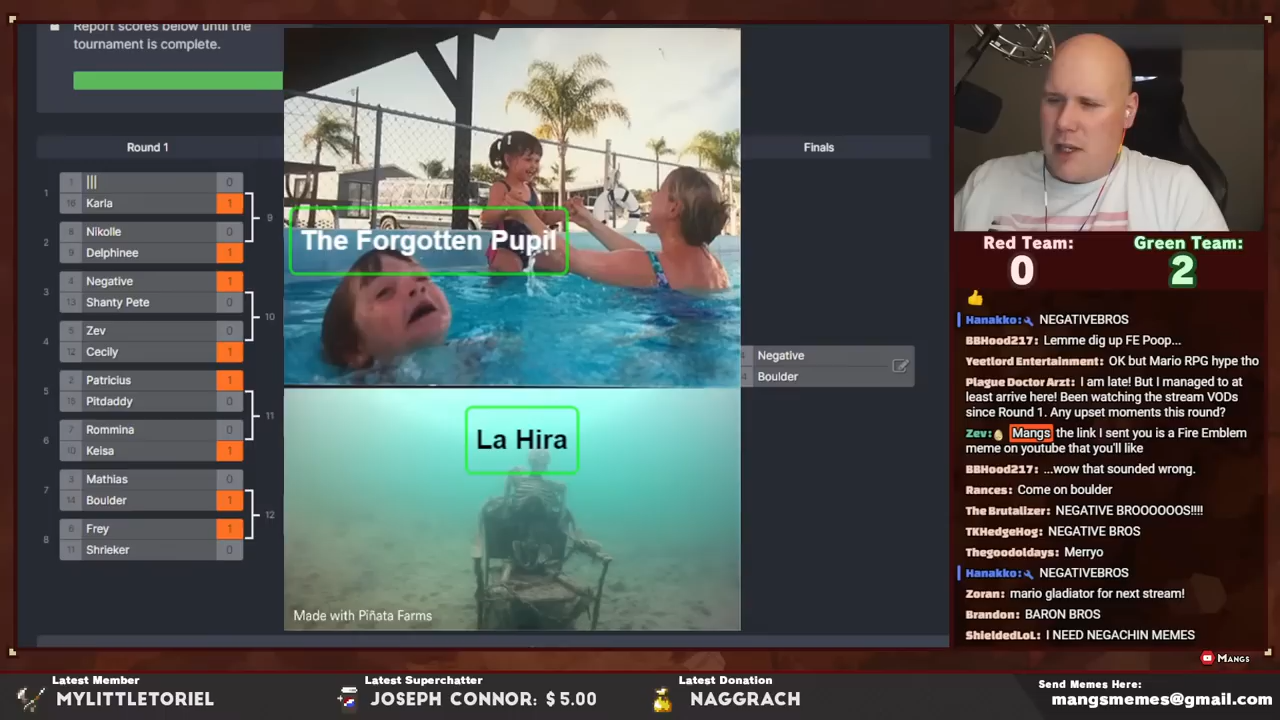 Report scores below until the
tournament is complete.
Round 1
Finals
1
1
|||
0
16
Karla
1
9
2
8
Nikolle
0
9
Delphinee
1
3
4
Negative
1
13
Shanty Pete
0
10
4
5
Zev
0
12
Cecily
1
5
2
Patricius
1
15
Pitdaddy
0
11
6
7
Rommina
0
10
Keisa
1
7
3
Mathias
0
14
Boulder
1
12
8
6
Frey
1
11
Shrieker
0
The Forgotten Pupil
La Hira
Made with Piñata Farms
4
Negative
Boulder
Red Team:
0
Green Team:
2
Hanakko: NEGATIVEBROS
BBHood217: Lemme dig up FE Poop...
Yeetlord Entertainment: OK but Mario RPG hype tho
Plague Doctor Arzt: I am late! But I managed to at
least arrive here! Been watching the stream VODs
since Round 1. Any upset moments this round?
Zev: Mangs the link I sent you is a Fire Emblem
meme on youtube that you'll like
BBHood217: ...wow that sounded wrong.
Rances: Come on boulder
The Brutalizer: NEGATIVE BROOOOOS!!!!
TKHedgeHog: NEGATIVE BROS
Thegoodoldays: Merryo
Hanakko: NEGATIVEBROS
Zoran: mario gladiator for next stream!
Brandon: BARON BROS
ShieldedLoL: I NEED NEGACHIN MEMES
Mangs
Latest Member
MYLITTLETORIEL
Latest Superchatter
JOSEPH CONNOR: $5.00
Latest Donation
NAGGRACH
Send Memes Here:
mangsmemes@gmail.com